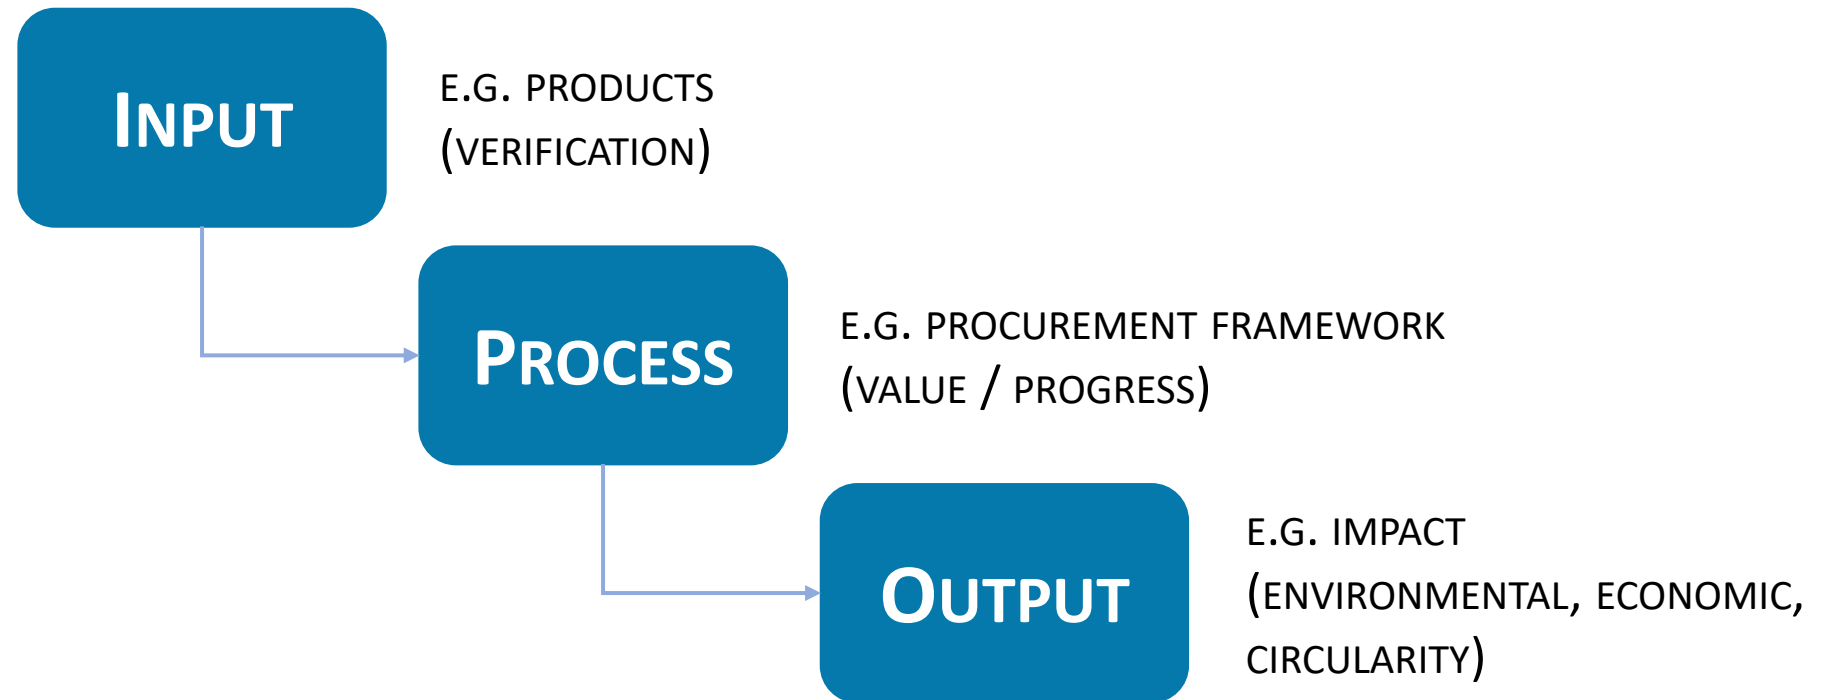 INPUT
E.G. PRODUCTS
(VERIFICATION)
PROCESS
E.G. PROCUREMENT FRAMEWORK
(VALUE / PROGRESS)
OUTPUT
E.G. IMPACT
(ENVIRONMENTAL, ECONOMIC,
CIRCULARITY)